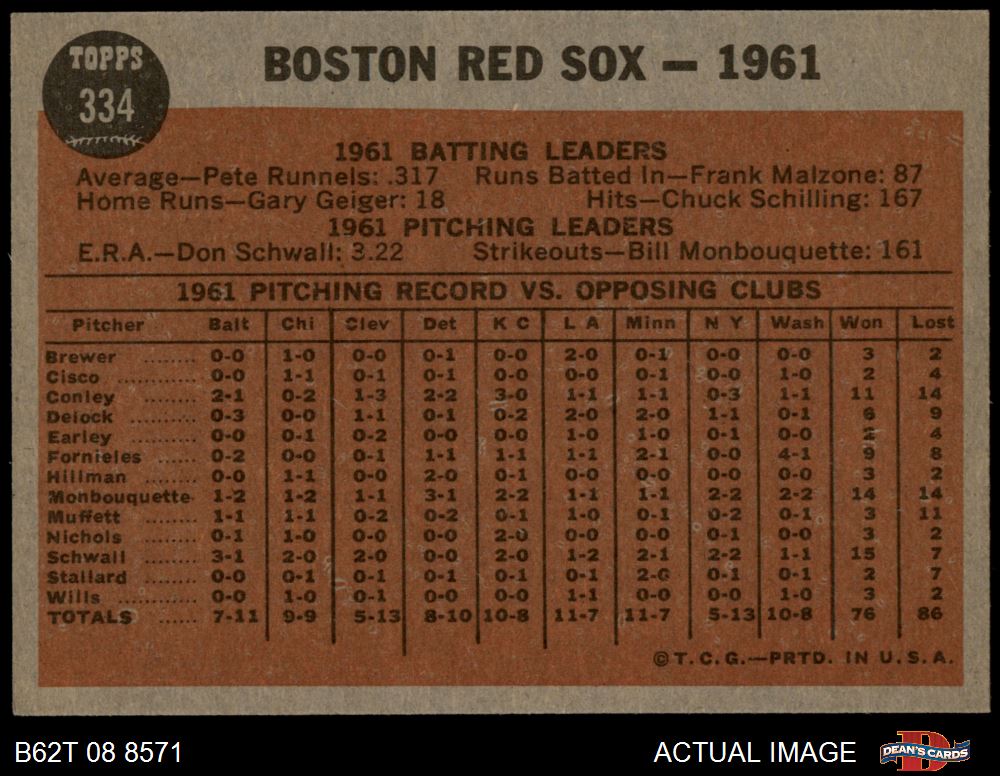 TOPPS
334
BOSTON RED SOX — 1961
1961 BATTING LEADERS
Average—Pete Runnels: .317 Runs Batted In—Frank Malzone: 87
Home Runs—Gary Geiger: 18 Hits—Chuck Schilling: 167
1961 PITCHING LEADERS
E.R.A.—Don Schwall: 3.22 Strikeouts—Bill Monbouquette: 161
1961 PITCHING RECORD VS. OPPOSING CLUBS
Pitcher Balt Chi Clev Det K C L A Minn N Y Wash Won Lost
Brewer ........ 0-0 1-0 0-0 0-1 0-0 2-0 0-1 0-0 0-0 3 2
Cisco ............ 0-0 1-1 0-1 0-1 0-0 0-0 0-1 0-0 1-0 2 4
Conley .......... 2-1 0-2 1-3 2-2 3-0 1-1 1-1 0-3 1-1 11 14
Delock .......... 0-3 0-0 1-1 0-1 0-2 2-0 2-0 1-1 0-1 6 9
Earley .......... 0-0 0-1 0-2 0-0 0-0 1-0 1-0 0-1 0-0 2 4
Fornieles ...... 0-2 0-0 0-1 1-1 1-1 1-1 2-1 0-0 4-1 9 8
Hillman ........ 0-0 1-1 0-0 2-0 0-1 0-0 0-0 0-0 0-0 3 2
Monbouquette 1-2 1-2 1-1 3-1 2-2 1-1 1-1 2-2 2-2 14 14
Muffett ........ 1-1 1-1 0-2 0-2 0-1 1-0 0-1 0-2 0-1 3 11
Nichols ........ 0-1 1-0 0-0 0-0 2-0 0-0 0-0 0-1 0-0 3 2
Schwall ........ 3-1 2-0 2-0 0-0 2-0 1-2 2-1 2-2 1-1 15 7
Stallard ........ 0-0 0-1 0-1 0-1 0-1 0-1 2-0 0-1 0-1 2 7
Wills ............ 0-0 1-0 0-1 0-0 0-0 1-1 0-0 0-0 1-0 3 2
TOTALS ...... 7-11 9-9 5-13 8-10 10-8 11-7 11-7 5-13 10-8 76 86
© T. C. G.—PRTD. IN U. S. A.
B62T 08 8571 ACTUAL IMAGE DEAN'S CARDS